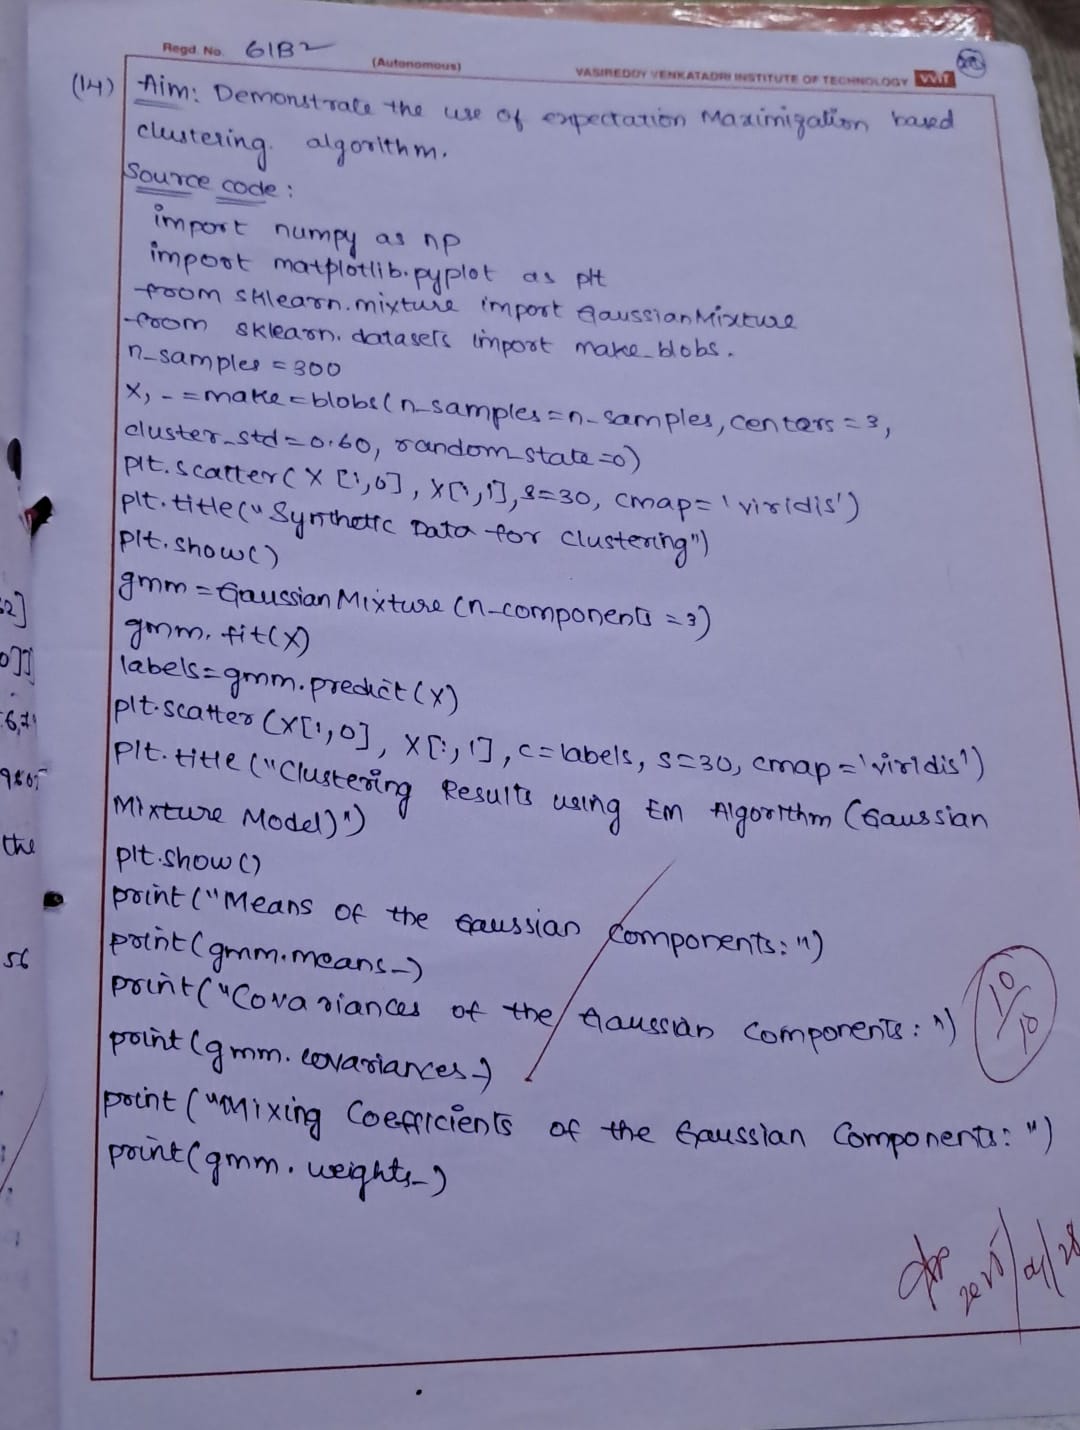 Regd. No. 61B2
(Autonomous)
VASIREDDY VENKATADRI INSTITUTE OF TECHNOLOGY VVIT
(14) Aim: Demonstrate the use of expectation Maximization based
clustering algorithm.
Source code:
import numpy as np
import matplotlib.pyplot as plt
from sklearn.mixture import GaussianMixture
from sklearn.datasets import make_blobs.
n_samples = 300
X, _ = make = blobs(n_samples = n_samples, centers = 3,
cluster_std = 0.60, random_state = 0)
plt.scatter(X[:,0], X[:,1], s=30, cmap='viridis')
plt.title("Synthetic Data for Clustering")
plt.show()
gmm = Gaussian Mixture (n_components = 3)
gmm.fit(X)
labels = gmm.predict(X)
plt.scatter(X[:,0], X[:,1], c=labels, s=30, cmap='viridis')
plt.title("Clustering Results using EM Algorithm (Gaussian
Mixture Model)")
plt.show()
print("Means of the Gaussian Components:")
print(gmm.means_)
print("Covariances of the Gaussian Components:")
print(gmm.covariances_)
print("Mixing Coefficients of the Gaussian Components:")
print(gmm.weights_)
10/10
52]
0]]
the
56